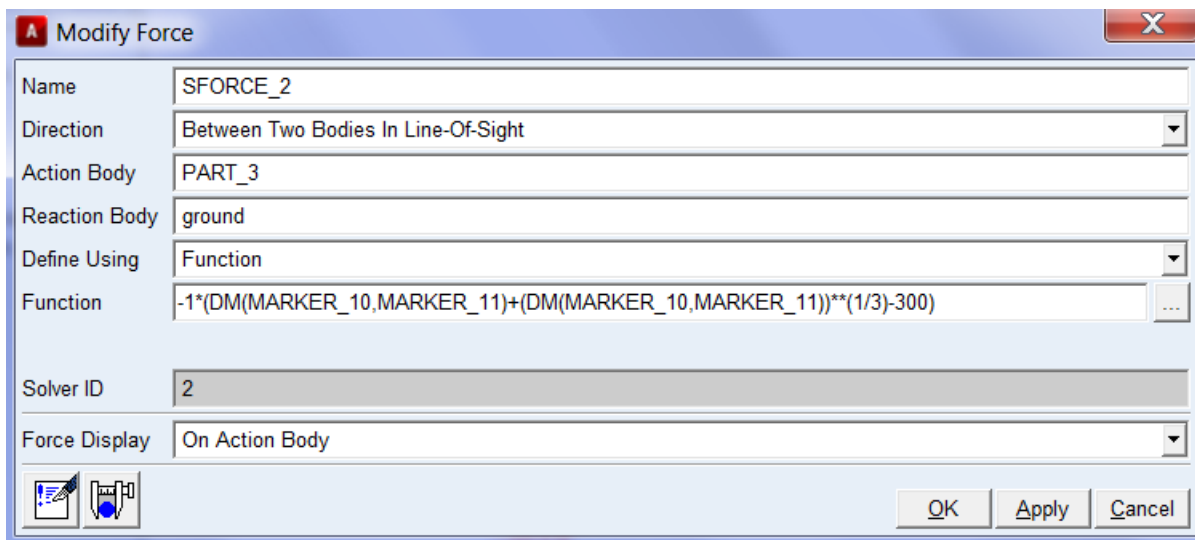 A Modify Force X
Name SFORCE_2
Direction Between Two Bodies In Line-Of-Sight
Action Body PART_3
Reaction Body ground
Define Using Function
Function -1*(DM(MARKER_10,MARKER_11)+(DM(MARKER_10,MARKER_11))**(1/3)-300) ...
Solver ID 2
Force Display On Action Body
OK Apply Cancel